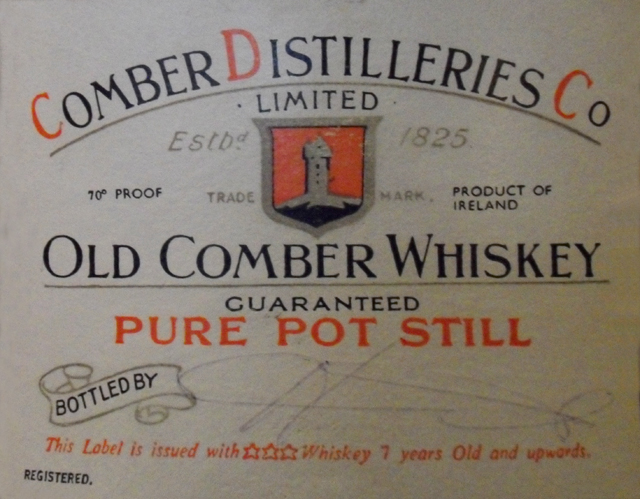 COMBER DISTILLERIES CO
· LIMITED ·
Estbd 1825
70° PROOF
TRADE MARK.
PRODUCT OF
IRELAND
OLD COMBER WHISKEY
GUARANTEED
PURE POT STILL
BOTTLED BY
This Label is issued with ☆☆☆ Whiskey 7 years Old and upwards.
REGISTERED.